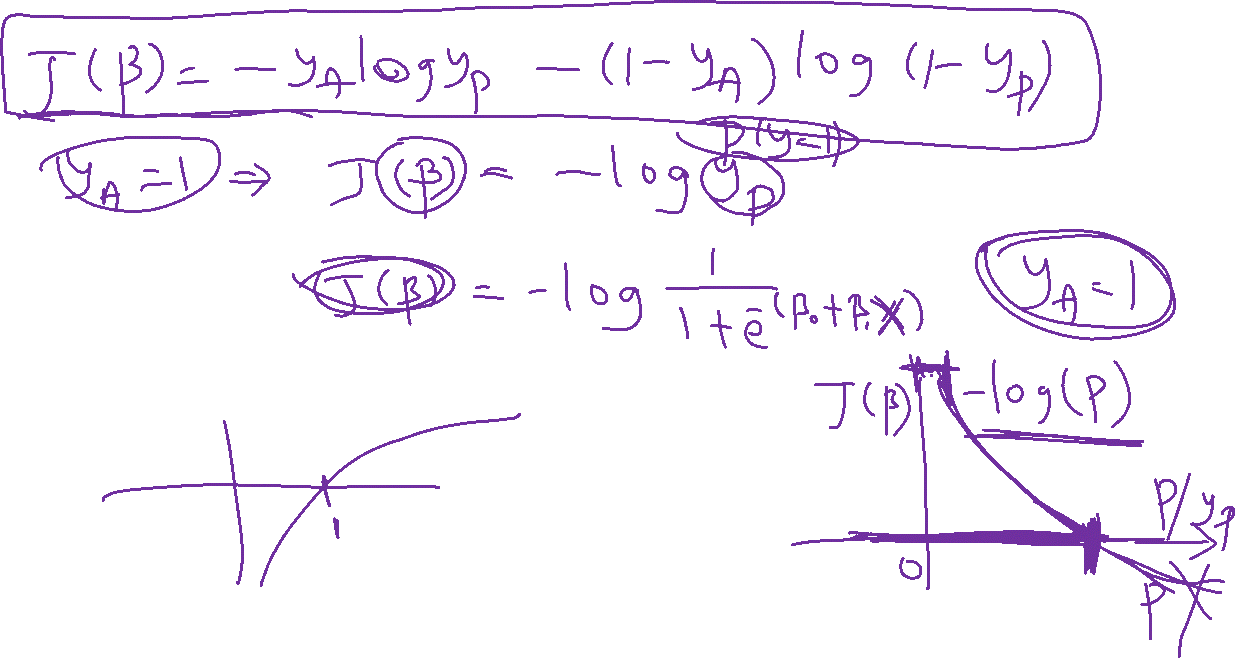 J(β) = -y_A log y_p - (1 - y_A) log (1 - y_p)
P(y=1)
y_A = 1 ⇒ J(β) = -log y_p
J(β) = -log 1/(1 + e^-(β₀ + β₁X))
y_A = 1
J(β) -log(P)
1
P/y_p
0
P